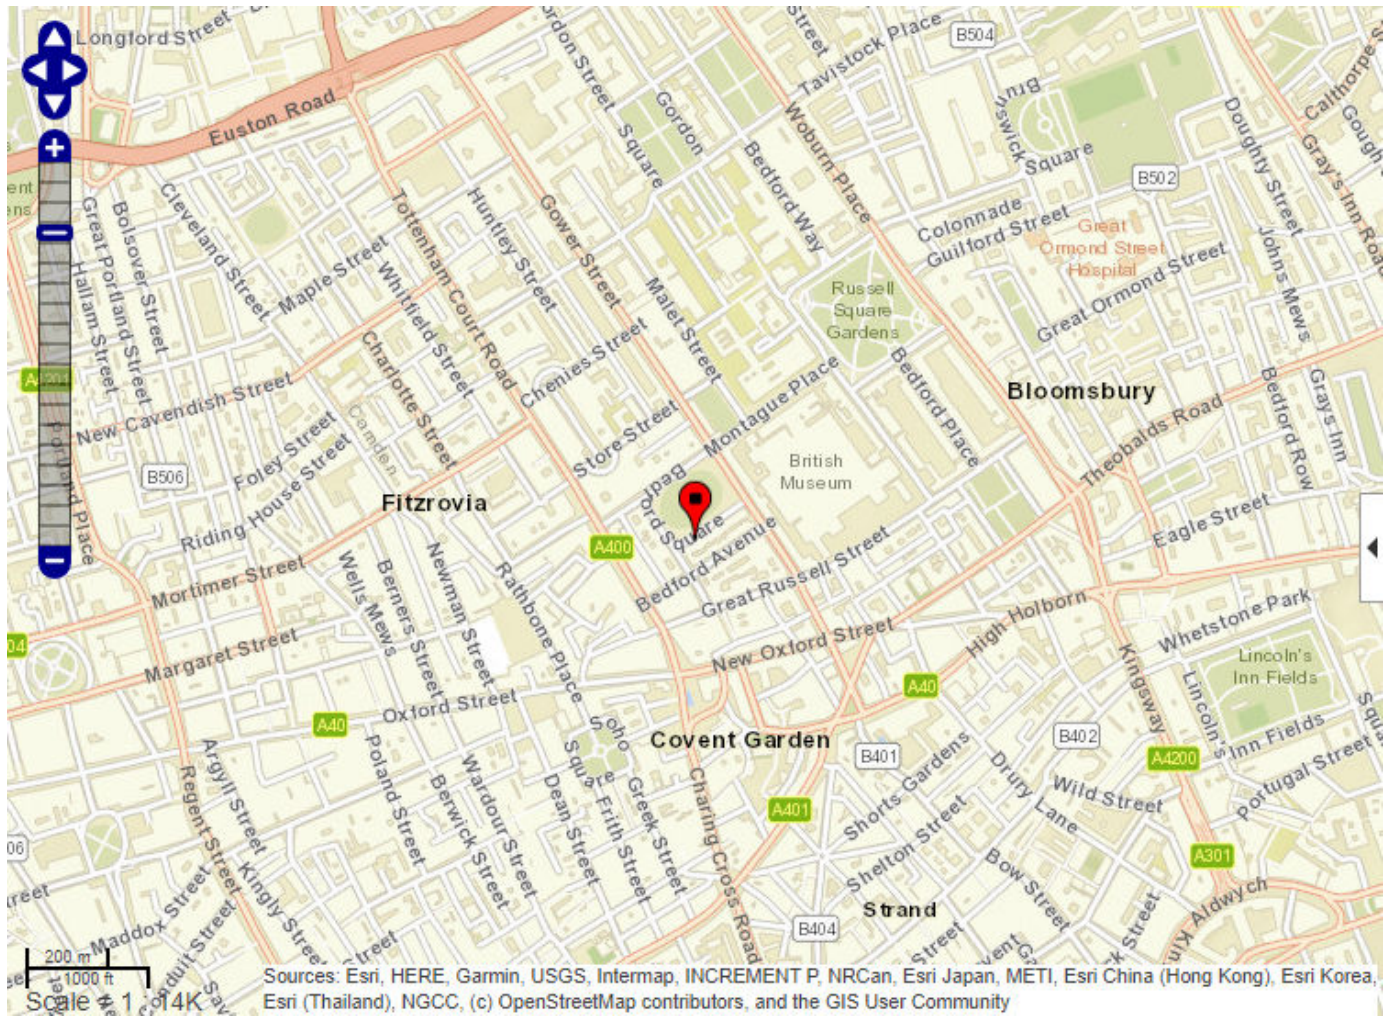 Longford Street
B504
Tavistock Place
Calthorpe S
Gordon Street
Gordon Square
Brunswick Square
Doughty Street
Gough
Gray's Inn Road
Euston Road
Woburn Place
Bedford Way
B502
Cleveland Street
Bolsover Street
Great Portland Street
Hallam Street
Tottenham Court Road
Huntley Street
Gower Street
Colonnade
Guilford Street
Great
Ormond Street
Hospital
Johns Mews
Great Ormond Street
Maple Street
Whitfield Street
Malet Street
Russell
Square
Gardens
Charlotte Street
Chenies Street
Bedford Place
Bloomsbury
Bedford Row
Grays Inn
New Cavendish Street
Camden
Montague Place
Theobalds Road
Store Street
Foley Street
B506
Riding House Street
Portland Place
British
Museum
Bedford Square
Fitzrovia
A400
Bedford Avenue
Eagle Street
Great Russell Street
Mortimer Street
Wells Mews
Berners Street
Newman Street
Rathbone Place
High Holborn
Whetstone Park
04
Margaret Street
New Oxford Street
Kingsway
Lincoln's
Inn Fields
A40
Oxford Street
A40
Soho Square
Covent Garden
B401
B402
Lincoln's Inn Fields
Portugal Street
A4200
Argyll Street
Regent Street
Poland Street
Berwick Street
Wardour Street
Dean Street
Frith Street
Greek Street
Charing Cross Road
A401
Shorts Gardens
Drury Lane
Wild Street
06
Shelton Street
A301
Bow Street
Aldwych
Kingly Street
Maddox Street
Conduit Street
Strand
B404
200 m
1000 ft
Scale = 1 : 14K
Sources: Esri, HERE, Garmin, USGS, Intermap, INCREMENT P, NRCan, Esri Japan, METI, Esri China (Hong Kong), Esri Korea,
Esri (Thailand), NGCC, (c) OpenStreetMap contributors, and the GIS User Community